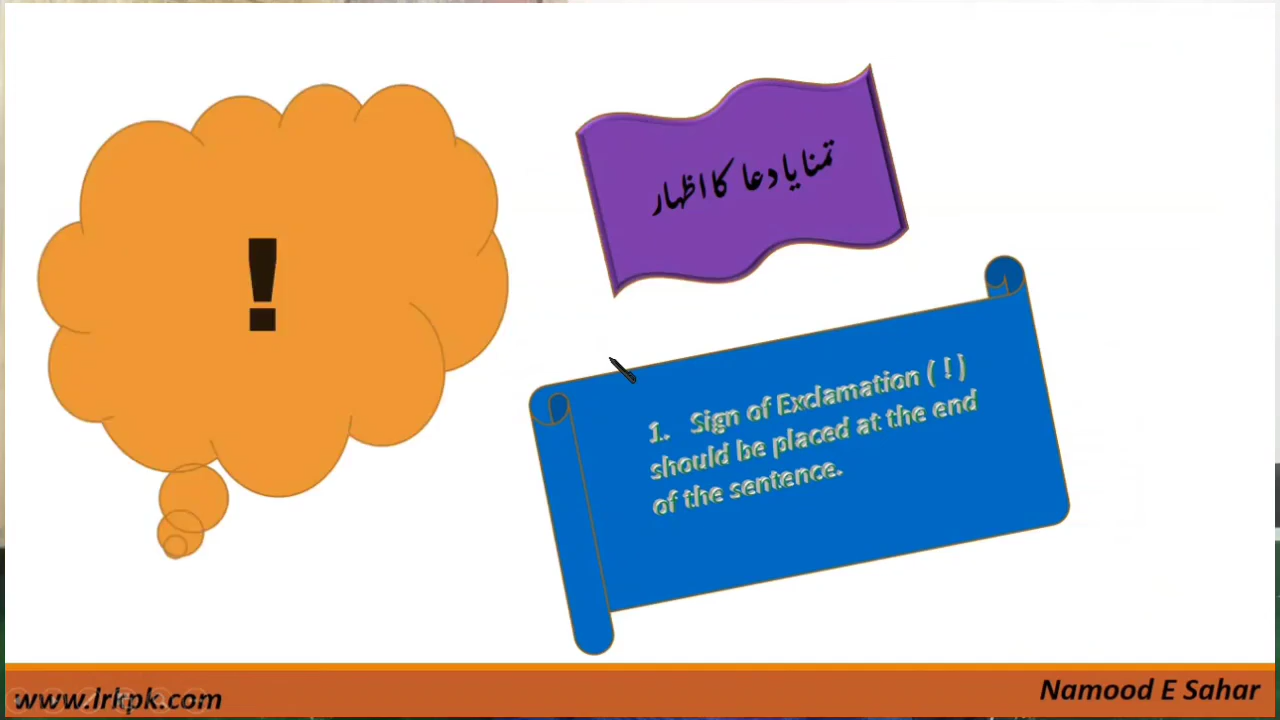 !
تمنا یا دعا کا اظہار
1. Sign of Exclamation ( ! )
should be placed at the end
of the sentence.
www.lrkpk.com
Namood E Sahar